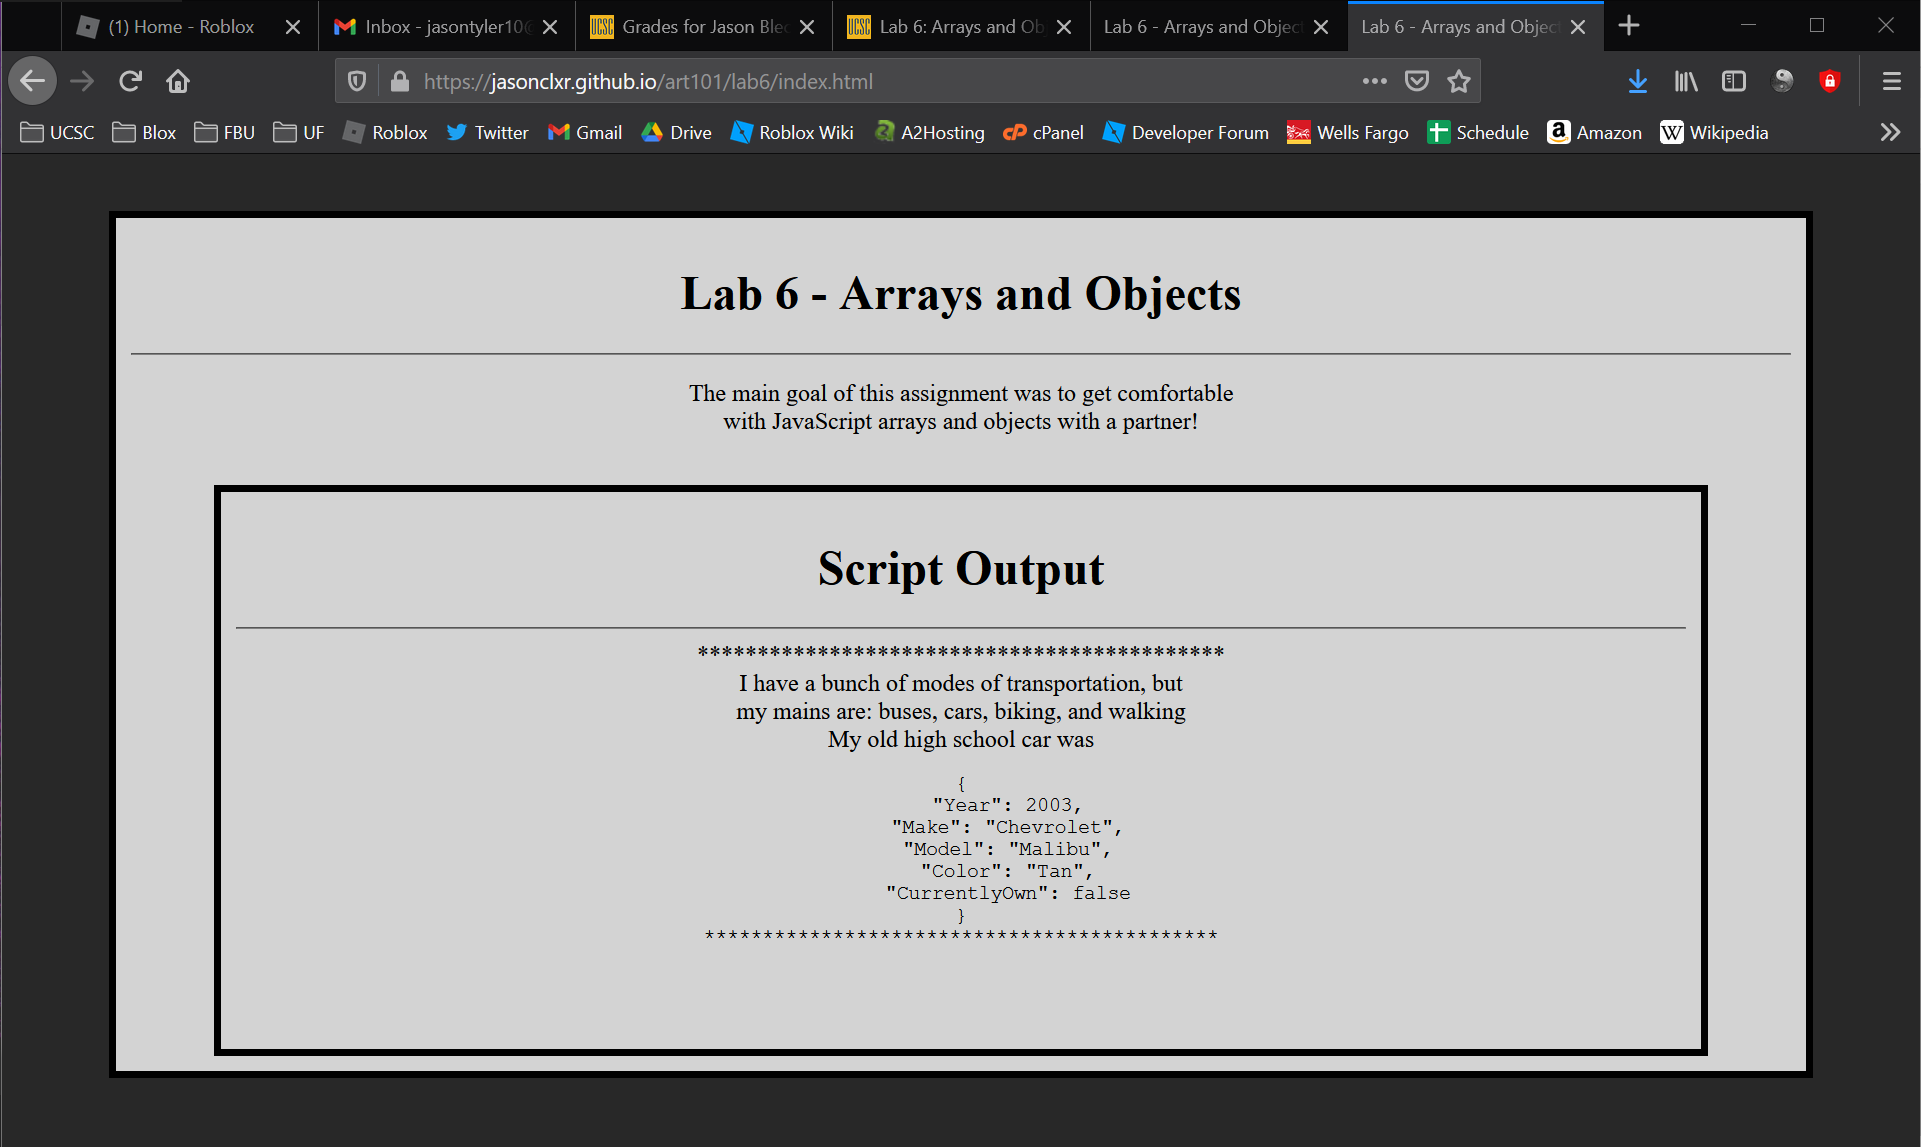 (1) Home - Roblox
Inbox - jasontyler10@
Grades for Jason Blec
Lab 6: Arrays and Ob
Lab 6 - Arrays and Object
Lab 6 - Arrays and Object
https://jasonclxr.github.io/art101/lab6/index.html
UCSC Blox FBU UF Roblox Twitter Gmail Drive Roblox Wiki A2Hosting cPanel Developer Forum Wells Fargo Schedule Amazon Wikipedia
Lab 6 - Arrays and Objects
The main goal of this assignment was to get comfortable
with JavaScript arrays and objects with a partner!
Script Output
********************************************
I have a bunch of modes of transportation, but
my mains are: buses, cars, biking, and walking
My old high school car was
{
"Year": 2003,
"Make": "Chevrolet",
"Model": "Malibu",
"Color": "Tan",
"CurrentlyOwn": false
}
********************************************